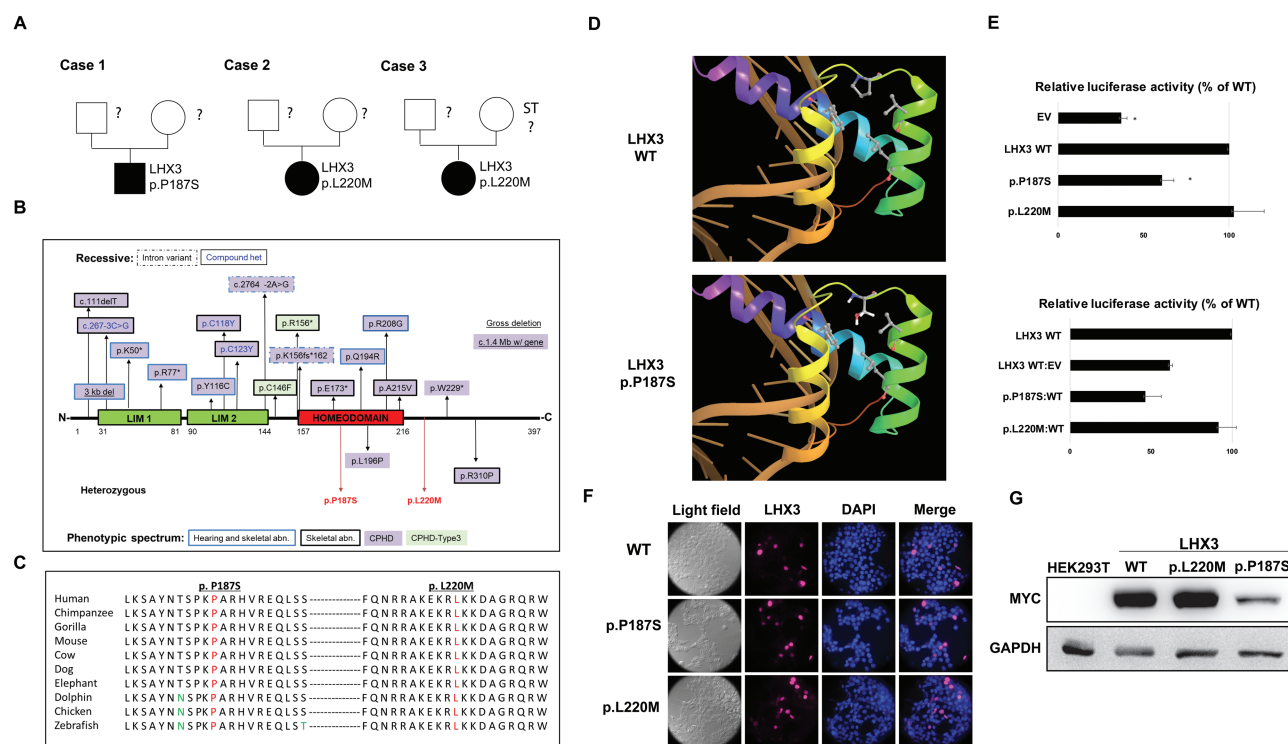 A
Case 1
Case 2
Case 3
?
?
?
?
?
ST
?
LHX3
p.P187S
LHX3
p.L220M
LHX3
p.L220M
B
Recessive: Intron variant Compound het
c.111delT
c.267-3C>G
p.K50*
p.R77*
3 kb del
c.2764 -2A>G
p.C118Y
p.C123Y
p.Y116C
p.C146F
p.R156*
p.K156fs*162
p.E173*
p.Q194R
p.R208G
p.A215V
p.W229*
Gross deletion
c.1.4 Mb w/ gene
N-
LIM 1
LIM 2
HOMEODOMAIN
-C
1 31 81 90 144 157 216 397
p.L196P
p.R310P
Heterozygous
p.P187S
p.L220M
Phenotypic spectrum: Hearing and skeletal abn. Skeletal abn. CPHD CPHD-Type3
C
p. P187S
p. L220M
Human LKSAYNTSPKPARHVREQLSS---------------FQNRRAKEKRLKKDAGRQRW
Chimpanzee LKSAYNTSPKPARHVREQLSS---------------FQNRRAKEKRLKKDAGRQRW
Gorilla LKSAYNTSPKPARHVREQLSS---------------FQNRRAKEKRLKKDAGRQRW
Mouse LKSAYNTSPKPARHVREQLSS---------------FQNRRAKEKRLKKDAGRQRW
Cow LKSAYNTSPKPARHVREQLSS---------------FQNRRAKEKRLKKDAGRQRW
Dog LKSAYNTSPKPARHVREQLSS---------------FQNRRAKEKRLKKDAGRQRW
Elephant LKSAYNTSPKPARHVREQLSS---------------FQNRRAKEKRLKKDAGRQRW
Dolphin LKSAYNNSPKPARHVREQLSS---------------FQNRRAKEKRLKKDAGRQRW
Chicken LKSAYNNSPKPARHVREQLSS---------------FQNRRAKEKRLKKDAGRQRW
Zebrafish LKSAYNNSPKPARHVREQLST---------------FQNRRAKEKRLKKDAGRQRW
D
LHX3
WT
LHX3
p.P187S
E
Relative luciferase activity (% of WT)
EV
*
LHX3 WT
p.P187S
*
p.L220M
0 100
Relative luciferase activity (% of WT)
LHX3 WT
LHX3 WT:EV
p.P187S:WT
p.L220M:WT
0 50 100
F
Light field LHX3 DAPI Merge
WT
p.P187S
p.L220M
G
LHX3
HEK293T WT p.L220M p.P187S
MYC
GAPDH